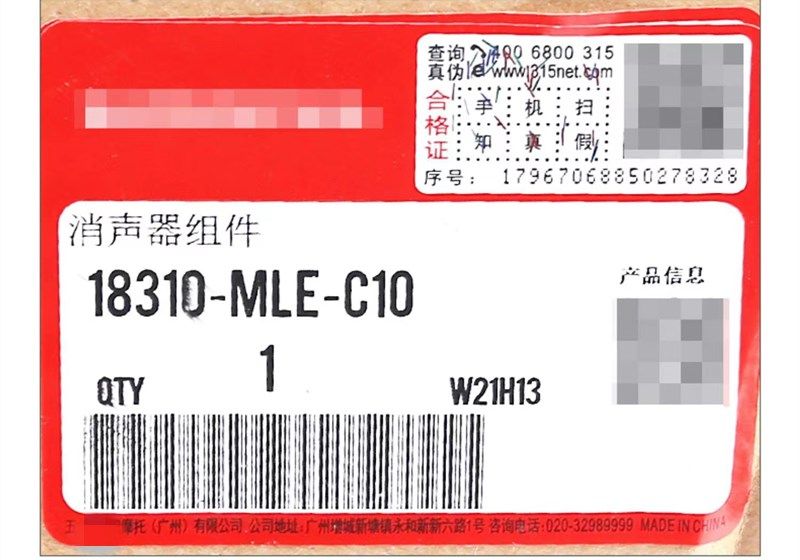 查询 400 6800 315
真伪 www.j315net.com
合格证
手机扫
知真假
序号: 17967068850278328
消声器组件
18310-MLE-C10
产品信息
1
QTY W21H13
五 摩托（广州）有限公司 公司地址:广州增城新塘镇永和新新六路1号 咨询电话:020-32989999 MADE IN CHINA